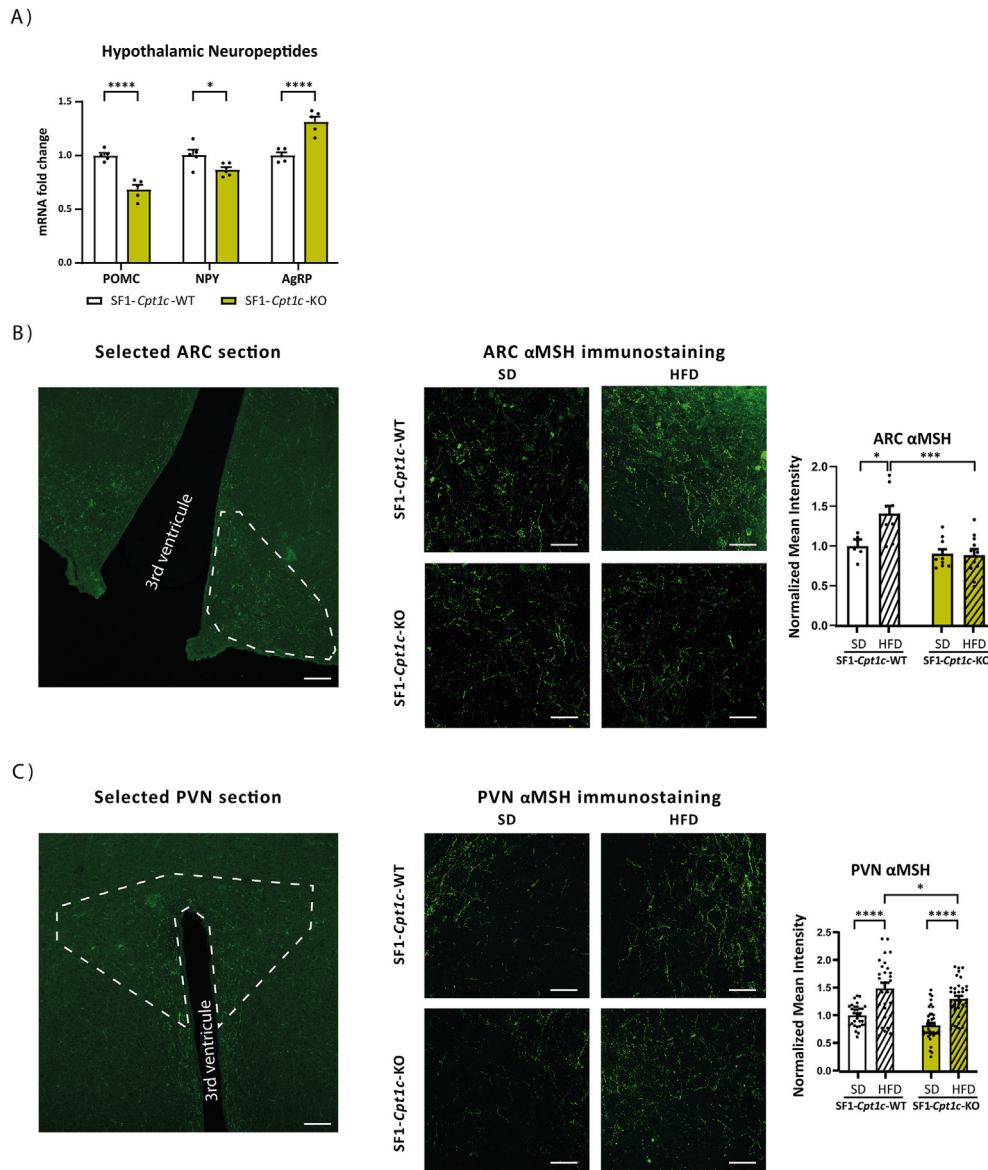 A)
Hypothalamic Neuropeptides
**** * ****
1.5
1.0
0.5
0.0
mRNA fold change
POMC NPY AgRP
SF1-Cpt1c-WT SF1-Cpt1c-KO
B)
Selected ARC section
3rd ventricule
ARC αMSH immunostaining
SD HFD
SF1-Cpt1c-WT
SF1-Cpt1c-KO
ARC αMSH
* ***
2.0
1.5
1.0
0.5
0.0
Normalized Mean Intensity
SD HFD SD HFD
SF1-Cpt1c-WT SF1-Cpt1c-KO
C)
Selected PVN section
3rd ventricule
PVN αMSH immunostaining
SD HFD
SF1-Cpt1c-WT
SF1-Cpt1c-KO
PVN αMSH
*
**** ****
2.5
2.0
1.5
1.0
0.5
0.0
Normalized Mean Intensity
SD HFD SD HFD
SF1-Cpt1c-WT SF1-Cpt1c-KO